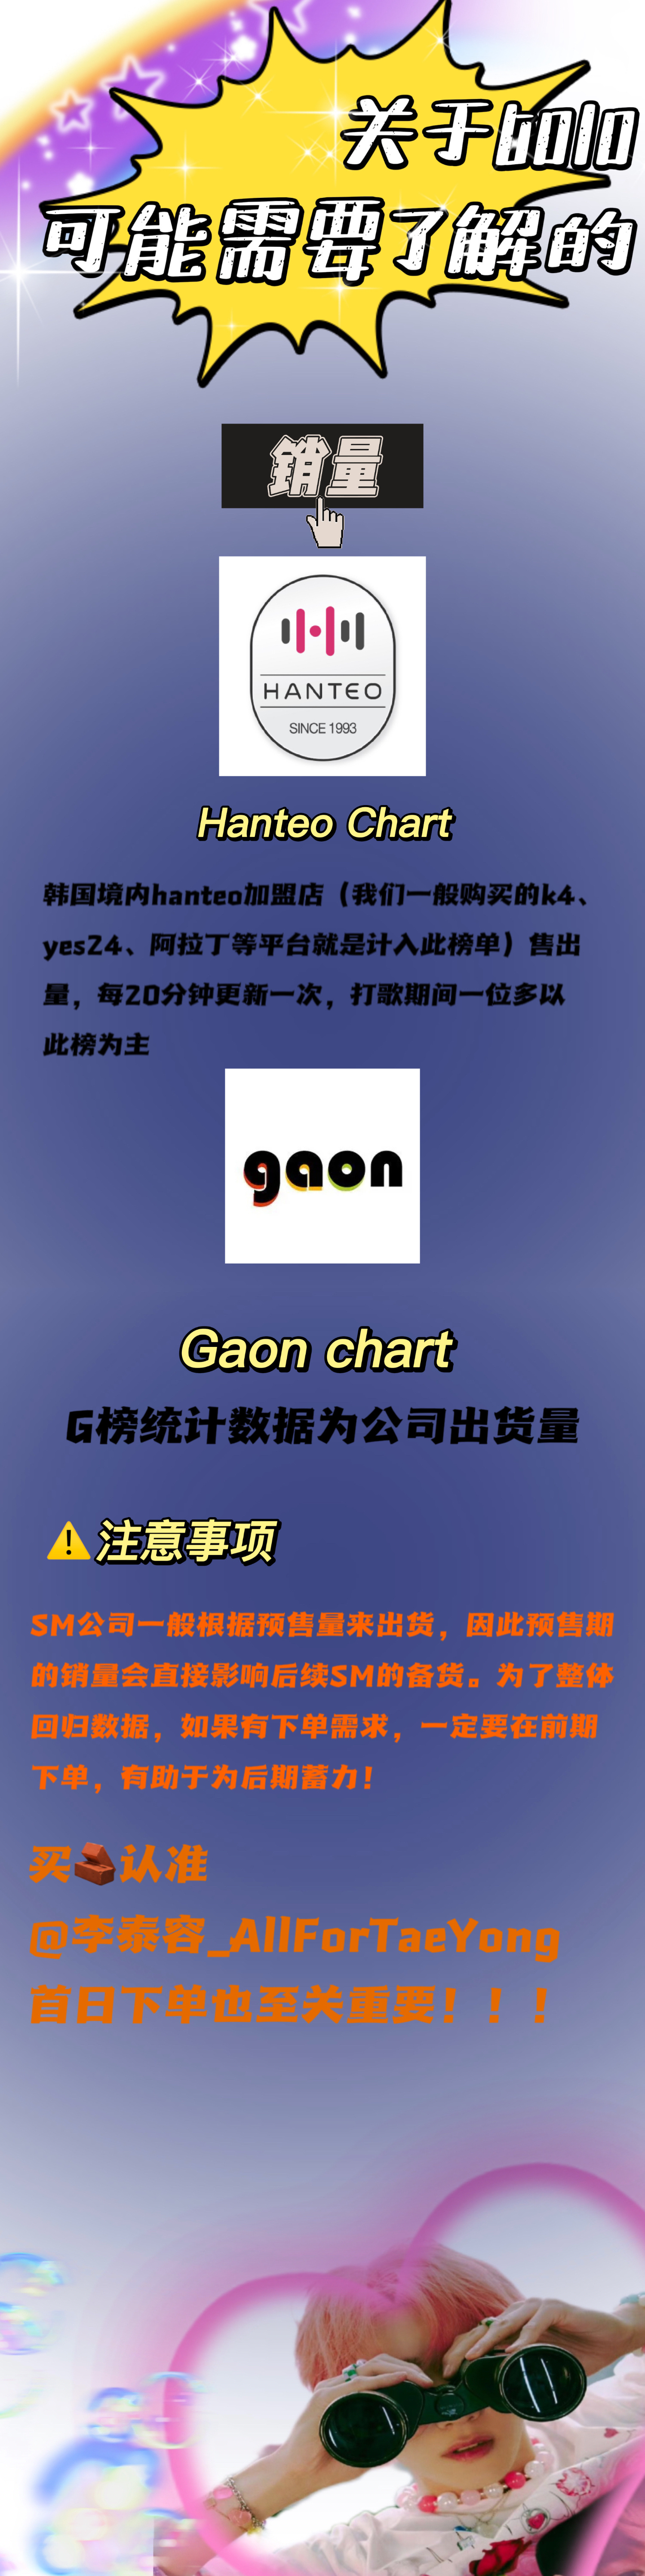 关于solo
可能需要了解的
销量
HANTEO
SINCE 1993
Hanteo Chart
韩国境内hanteo加盟店（我们一般购买的k4、
yes24、阿拉丁等平台就是计入此榜单）售出
量，每20分钟更新一次，打歌期间一位多以
此榜为主
gaon
Gaon chart
G榜统计数据为公司出货量
⚠️注意事项
SM公司一般根据预售量来出货，因此预售期
的销量会直接影响后续SM的备货。为了整体
回归数据，如果有下单需求，一定要在前期
下单，有助于为后期蓄力！
买🧱认准
@李泰容_AllForTaeYong
首日下单也至关重要！！！